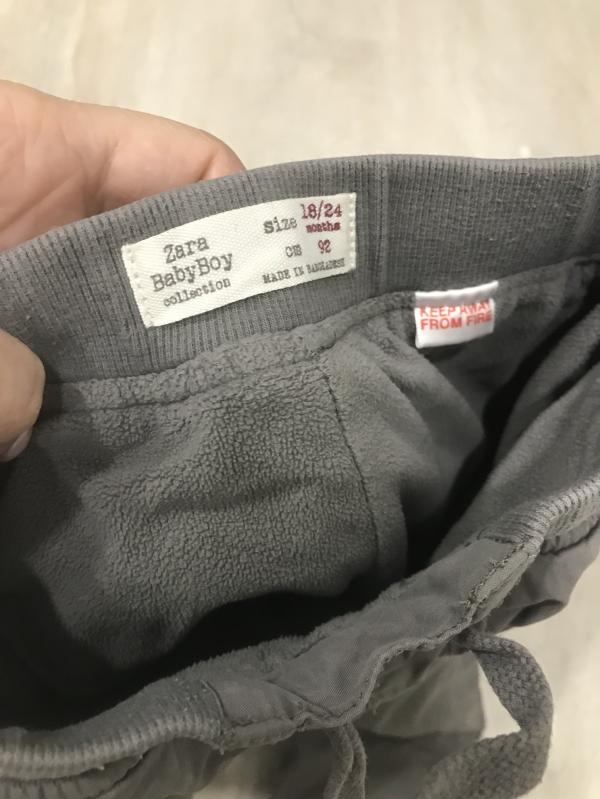 Zara
BabyBoy
collection
size 18/24
months
CM 92
MADE IN BANGLADESH
KEEP AWAY
FROM FIRE